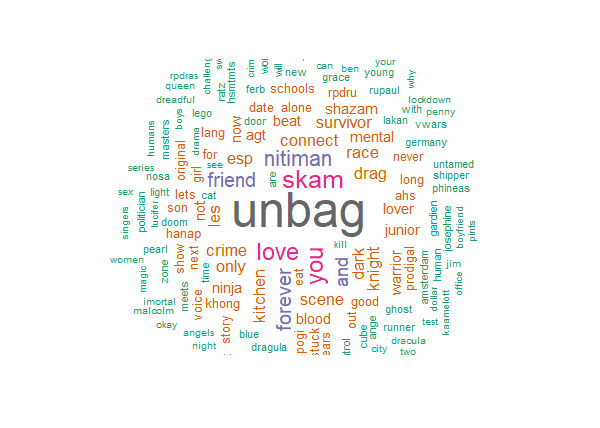 rpdras challeng sw crim wor will can ben your
queen ratz hsmtmts ferb new grace young why
dreadful schools rpdru rupaul
boys lego date alone shazam with lockdown
humans masters drama lang door beat survivor lakan penny
original now agt connect mental vwars germany
series for see esp nitiman race never untamed
nosa girl are friend skam drag long shipper
sex light lets cat ahs phineas
singers politician lucifer son not les unbag lover gardien
doom hanap junior josephine boyfriend pints
women pearl show next crime love you kill dark knight warrior prodigal human jim
magic zone meets time only forever and eat amsterdam dollar office
imortal voice ninja kitchen scene good ghost kaamelott
malcolm khong blood out cube ange runner test
okay angels story blue pogi stuck ears ntrol dracula
night dragula city two